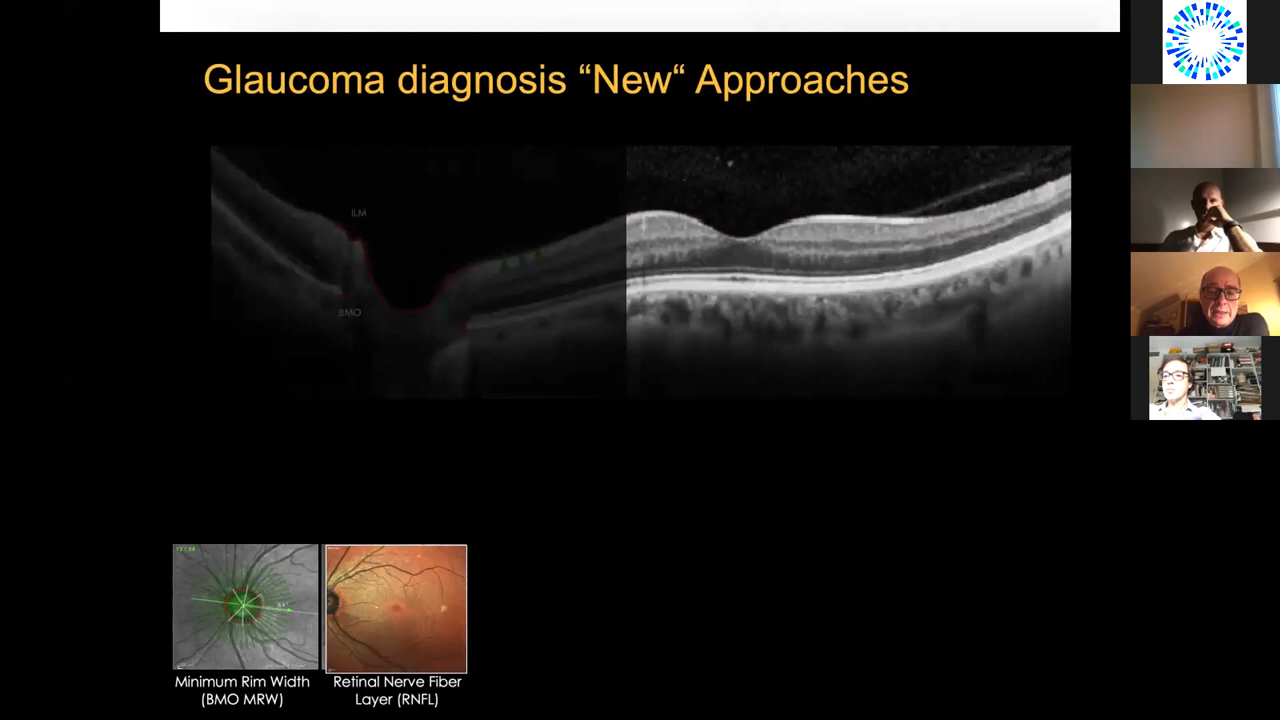 Glaucoma diagnosis “New“ Approaches
ILM
BMO
Minimum Rim Width
(BMO MRW)
Retinal Nerve Fiber
Layer (RNFL)